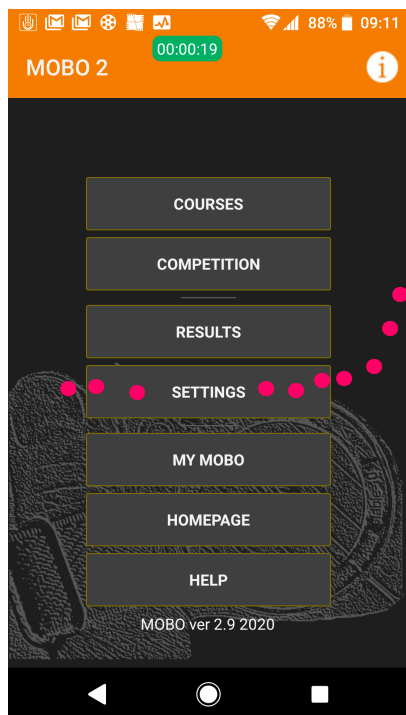 88% 09:11
00:00:19
MOBO 2
COURSES
COMPETITION
RESULTS
SETTINGS
MY MOBO
HOMEPAGE
HELP
MOBO ver 2.9 2020